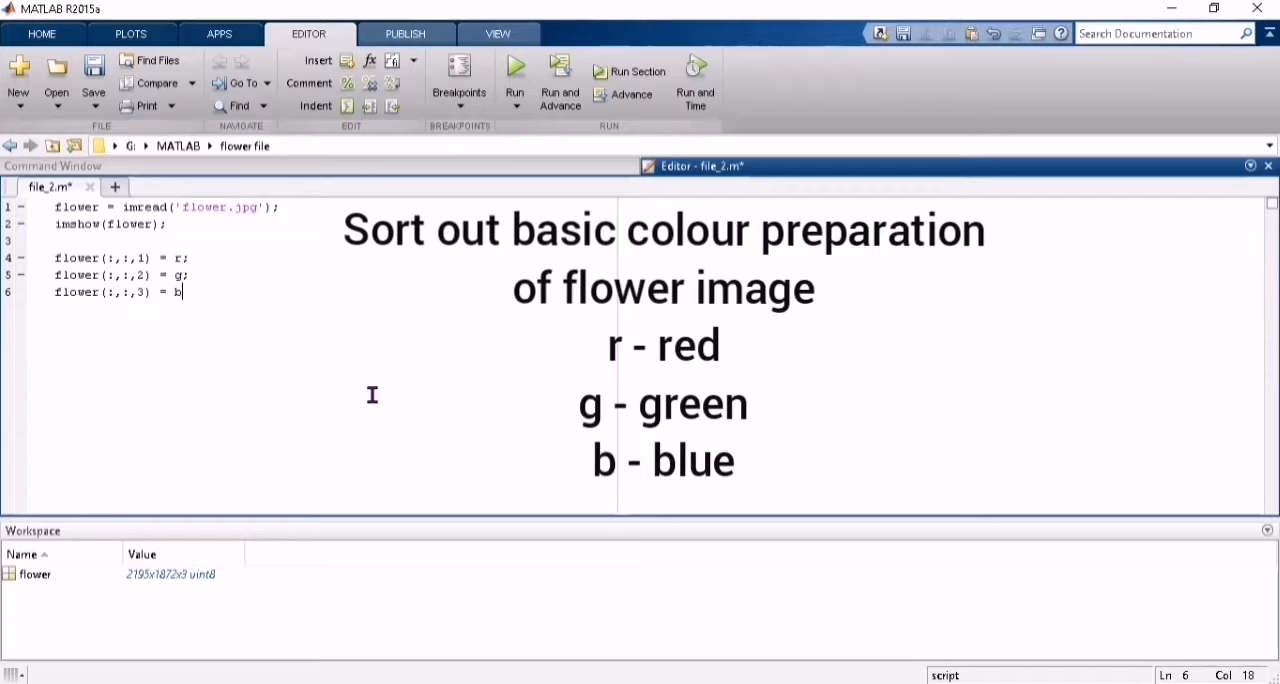 MATLAB R2015a
HOME PLOTS APPS EDITOR PUBLISH VIEW Search Documentation
Find Files Insert fx Run Section
New Open Save Compare Go To Comment Breakpoints Run Run and Advance Advance Run and Time
Print Find Indent
FILE NAVIGATE EDIT BREAKPOINTS RUN
G: MATLAB flower file
Command Window Editor - file_2.m*
file_2.m*
1 flower = imread('flower.jpg');
2 imshow(flower);
3
4 flower(:,:,1) = r;
5 flower(:,:,2) = g;
6 flower(:,:,3) = b
Sort out basic colour preparation
of flower image
r - red
g - green
b - blue
Workspace
Name Value
flower 2195x1872x3 uint8
script Ln 6 Col 18